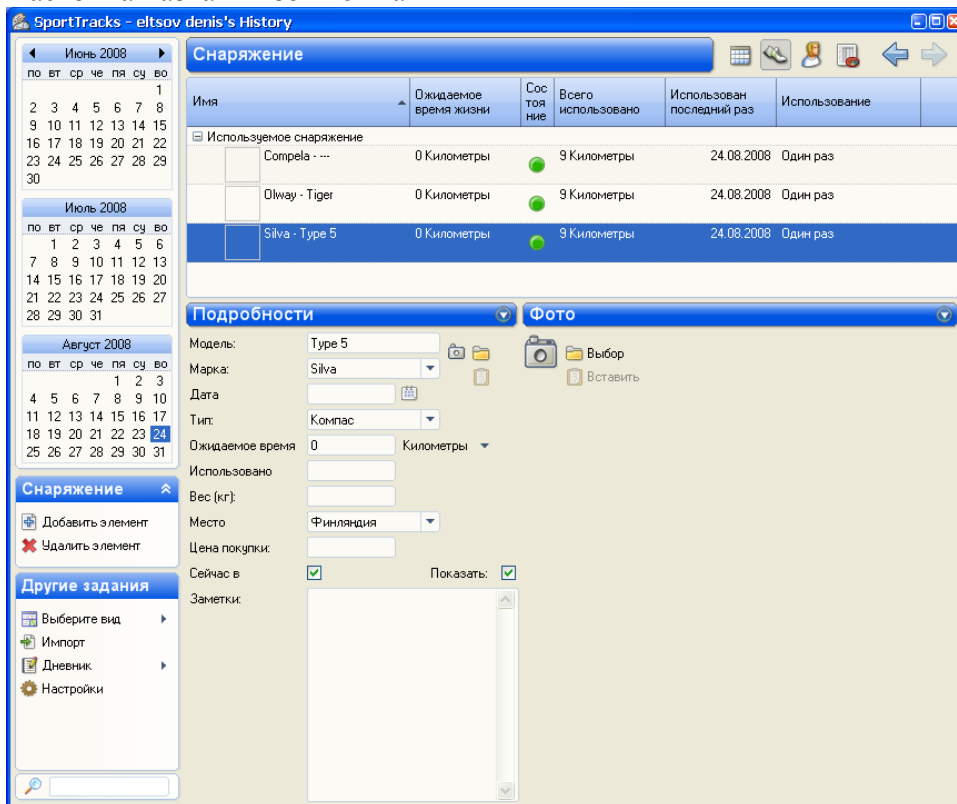 SportTracks - eltsov denis's History
Июнь 2008
по вт ср че пя су во
1
2 3 4 5 6 7 8
9 10 11 12 13 14 15
16 17 18 19 20 21 22
23 24 25 26 27 28 29
30
Июль 2008
по вт ср че пя су во
1 2 3 4 5 6
7 8 9 10 11 12 13
14 15 16 17 18 19 20
21 22 23 24 25 26 27
28 29 30 31
Август 2008
по вт ср че пя су во
1 2 3
4 5 6 7 8 9 10
11 12 13 14 15 16 17
18 19 20 21 22 23 24
25 26 27 28 29 30 31
Снаряжение
Добавить элемент
Удалить элемент
Другие задания
Выберите вид
Импорт
Дневник
Настройки
Снаряжение
Имя Ожидаемое время жизни Состояние Всего использовано Использован последний раз Использование
Используемое снаряжение
Compela - --- 0 Километры 9 Километры 24.08.2008 Один раз
Olway - Tiger 0 Километры 9 Километры 24.08.2008 Один раз
Silva - Type 5 0 Километры 9 Километры 24.08.2008 Один раз
Подробности
Модель: Type 5
Марка: Silva
Дата
Тип: Компас
Ожидаемое время 0 Километры
Использовано
Вес (кг):
Место Финляндия
Цена покупки:
Сейчас в Показать:
Заметки:
Фото
Выбор
Вставить